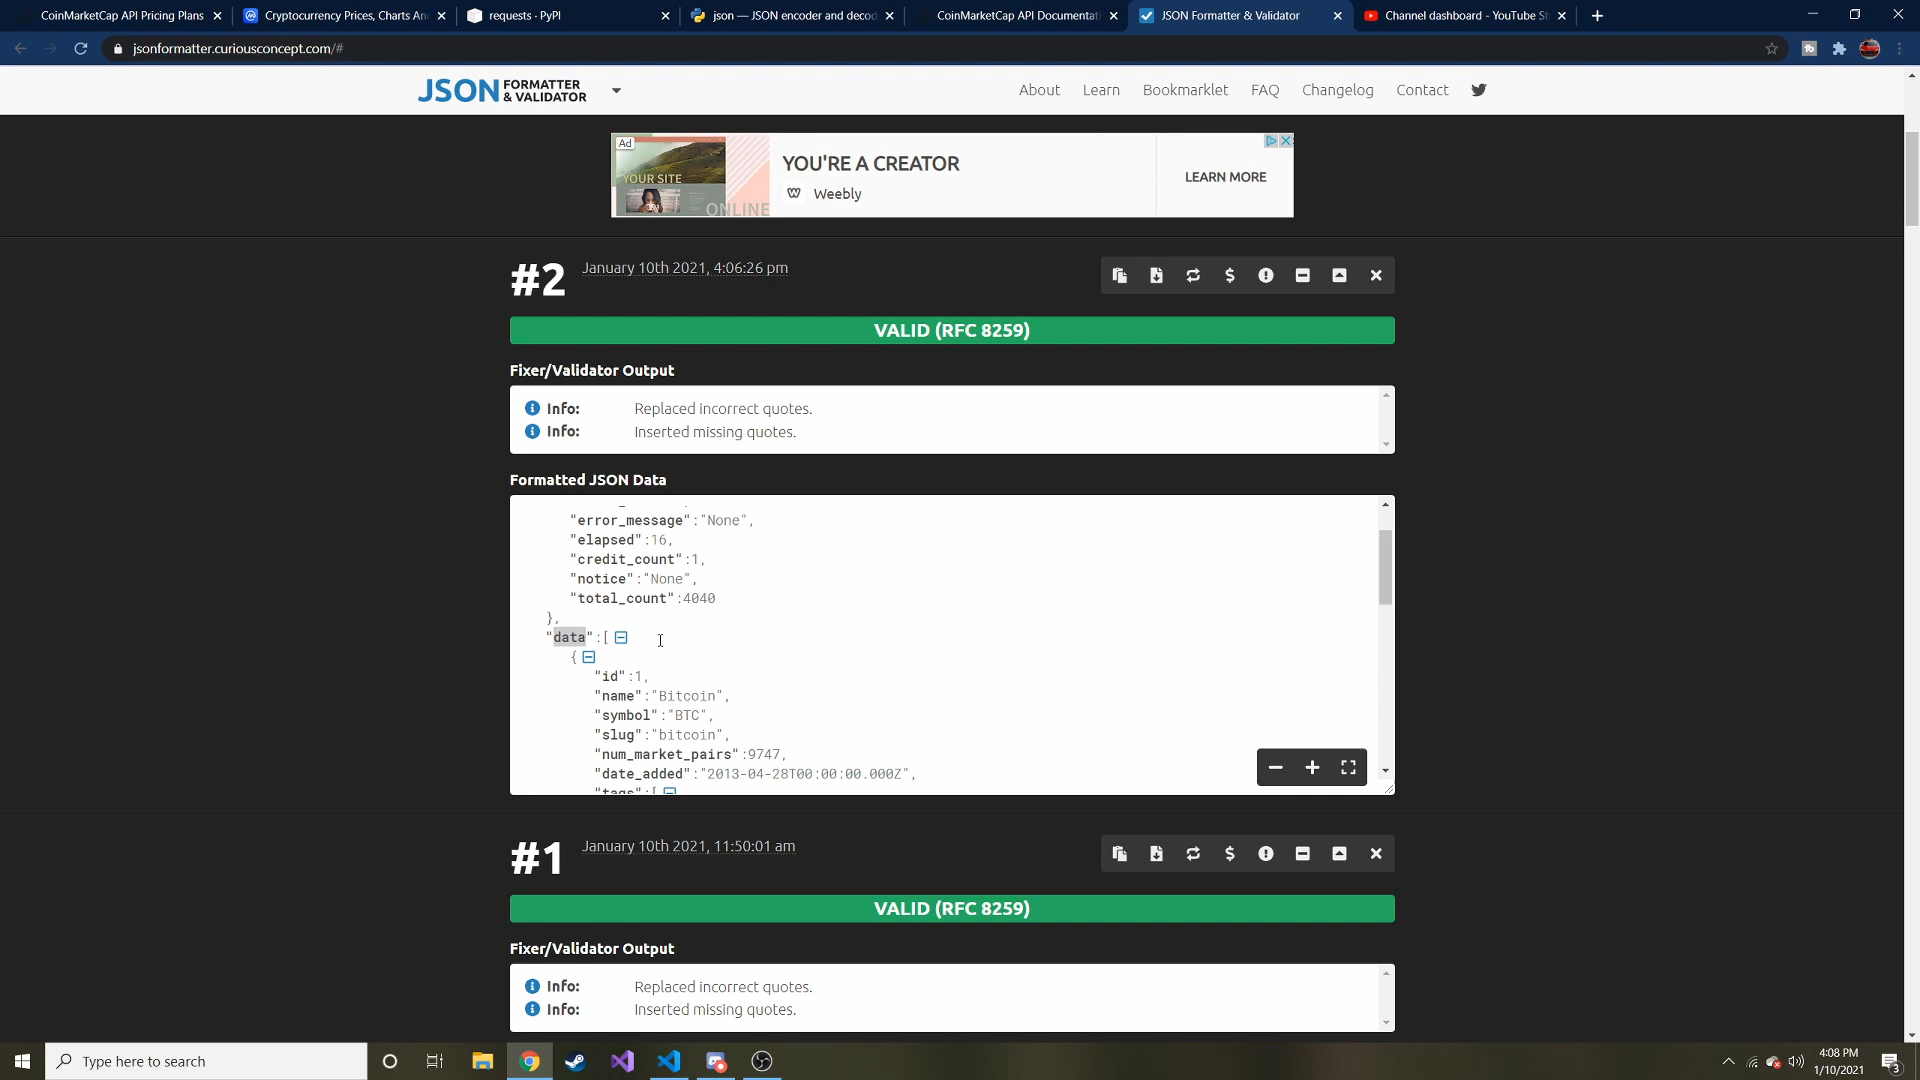 CoinMarketCap API Pricing Plans
Cryptocurrency Prices, Charts An
requests · PyPI
json — JSON encoder and decod
CoinMarketCap API Documentati
JSON Formatter & Validator
Channel dashboard - YouTube St
jsonformatter.curiousconcept.com/#
JSON FORMATTER & VALIDATOR
About
Learn
Bookmarklet
FAQ
Changelog
Contact
Ad
YOUR SITE
ONLINE
YOU'RE A CREATOR
Weebly
LEARN MORE
#2
January 10th 2021, 4:06:26 pm
VALID (RFC 8259)
Fixer/Validator Output
Info: Replaced incorrect quotes.
Info: Inserted missing quotes.
Formatted JSON Data
"error_message":"None",
"elapsed":16,
"credit_count":1,
"notice":"None",
"total_count":4040
},
"data":[
{
"id":1,
"name":"Bitcoin",
"symbol":"BTC",
"slug":"bitcoin",
"num_market_pairs":9747,
"date_added":"2013-04-28T00:00:00.000Z",
"tags":[
#1
January 10th 2021, 11:50:01 am
VALID (RFC 8259)
Fixer/Validator Output
Info: Replaced incorrect quotes.
Info: Inserted missing quotes.
Type here to search
4:08 PM
1/10/2021
3